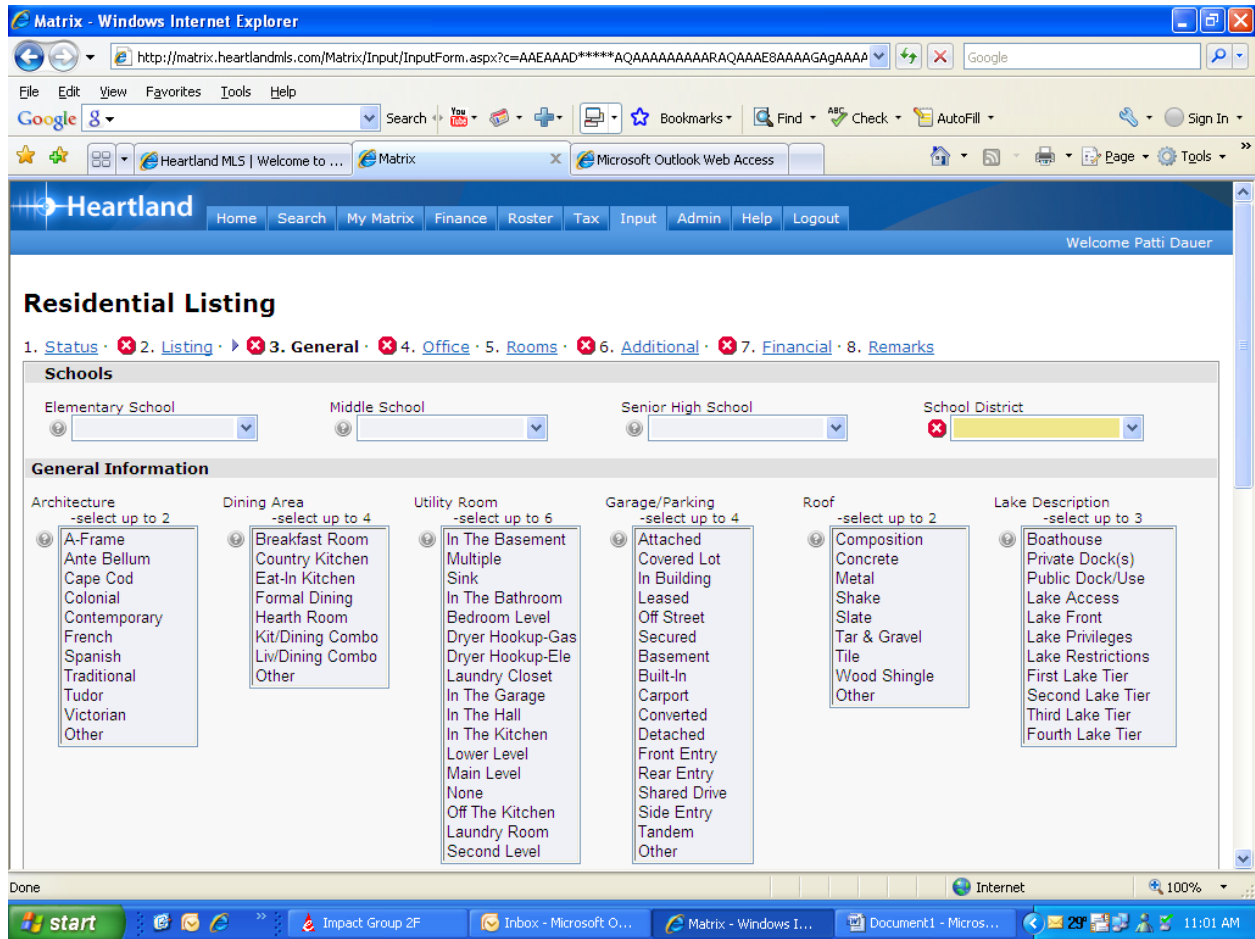 Matrix - Windows Internet Explorer
http://matrix.heartlandmls.com/Matrix/Input/InputForm.aspx?c=AAEAAAD*****AQAAAAAAAAARAQAAAE8AAAAGAgAAAA
Google
File Edit View Favorites Tools Help
Google Search Bookmarks Find Check AutoFill Sign In
Heartland MLS | Welcome to ... Matrix Microsoft Outlook Web Access Page Tools
Heartland Home Search My Matrix Finance Roster Tax Input Admin Help Logout
Welcome Patti Dauer
Residential Listing
1. Status · 2. Listing · 3. General · 4. Office · 5. Rooms · 6. Additional · 7. Financial · 8. Remarks
Schools
Elementary School Middle School Senior High School School District
General Information
Architecture
-select up to 2
A-Frame
Ante Bellum
Cape Cod
Colonial
Contemporary
French
Spanish
Traditional
Tudor
Victorian
Other
Dining Area
-select up to 4
Breakfast Room
Country Kitchen
Eat-In Kitchen
Formal Dining
Hearth Room
Kit/Dining Combo
Liv/Dining Combo
Other
Utility Room
-select up to 6
In The Basement
Multiple
Sink
In The Bathroom
Bedroom Level
Dryer Hookup-Gas
Dryer Hookup-Ele
Laundry Closet
In The Garage
In The Hall
In The Kitchen
Lower Level
Main Level
None
Off The Kitchen
Laundry Room
Second Level
Garage/Parking
-select up to 4
Attached
Covered Lot
In Building
Leased
Off Street
Secured
Basement
Built-In
Carport
Converted
Detached
Front Entry
Rear Entry
Shared Drive
Side Entry
Tandem
Other
Roof
-select up to 2
Composition
Concrete
Metal
Shake
Slate
Tar & Gravel
Tile
Wood Shingle
Other
Lake Description
-select up to 3
Boathouse
Private Dock(s)
Public Dock/Use
Lake Access
Lake Front
Lake Privileges
Lake Restrictions
First Lake Tier
Second Lake Tier
Third Lake Tier
Fourth Lake Tier
Done Internet 100%
start Impact Group 2F Inbox - Microsoft O... Matrix - Windows I... Document1 - Micros... 29° 11:01 AM